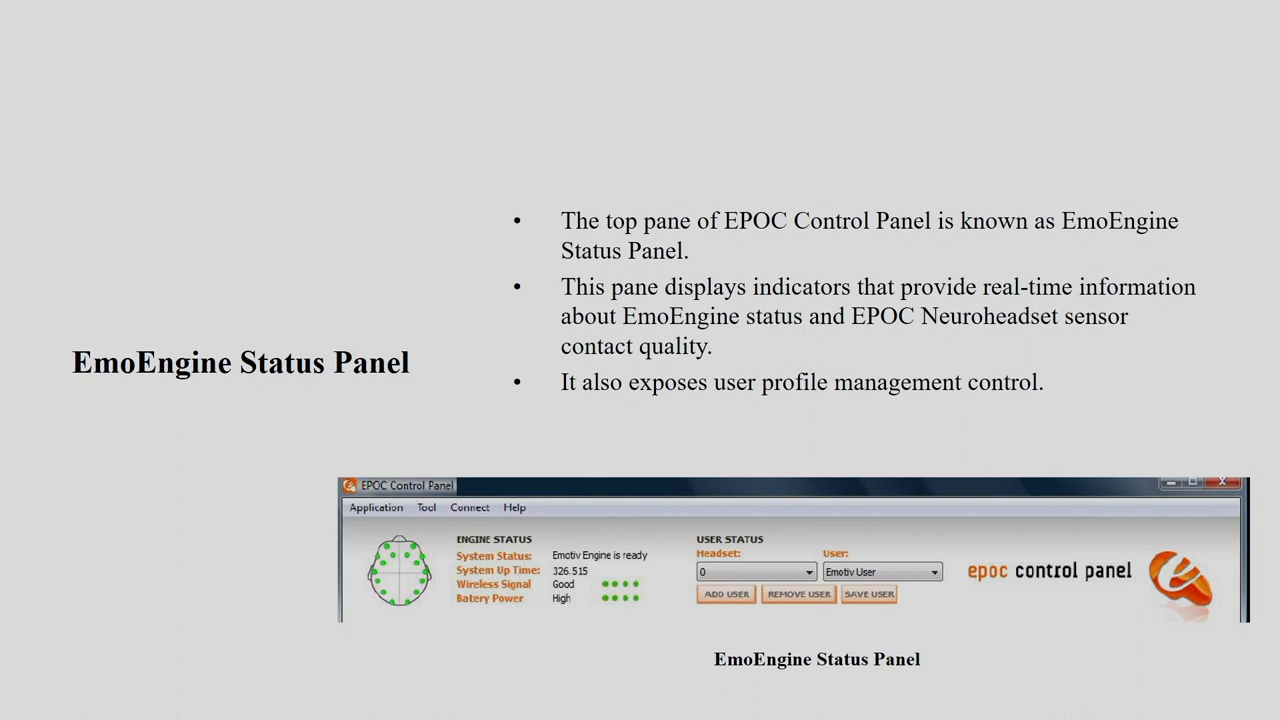 EmoEngine Status Panel
• The top pane of EPOC Control Panel is known as EmoEngine
Status Panel.
• This pane displays indicators that provide real-time information
about EmoEngine status and EPOC Neuroheadset sensor
contact quality.
• It also exposes user profile management control.
EPOC Control Panel
Application Tool Connect Help
ENGINE STATUS
System Status: Emotiv Engine is ready
System Up Time: 326.515
Wireless Signal Good
Batery Power High
USER STATUS
Headset: User:
0 Emotiv User
ADD USER REMOVE USER SAVE USER
epoc control panel
EmoEngine Status Panel